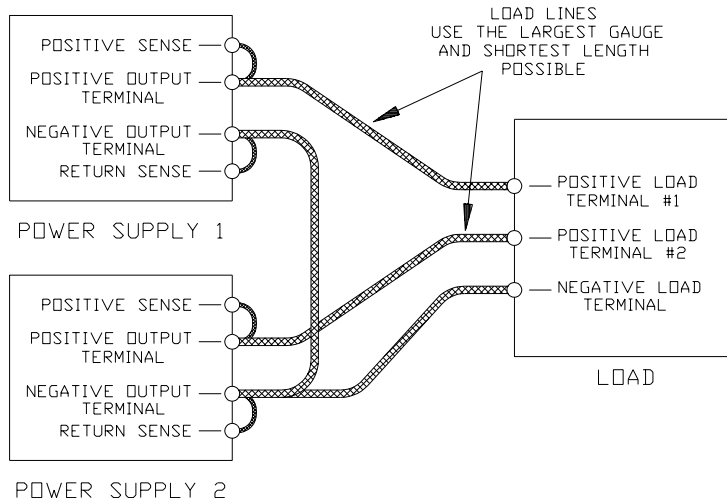 LOAD LINES
USE THE LARGEST GAUGE
AND SHORTEST LENGTH
POSSIBLE
POSITIVE SENSE
POSITIVE OUTPUT
TERMINAL
NEGATIVE OUTPUT
TERMINAL
RETURN SENSE
POWER SUPPLY 1
POSITIVE LOAD
TERMINAL #1
POSITIVE LOAD
TERMINAL #2
NEGATIVE LOAD
TERMINAL
LOAD
POSITIVE SENSE
POSITIVE OUTPUT
TERMINAL
NEGATIVE OUTPUT
TERMINAL
RETURN SENSE
POWER SUPPLY 2